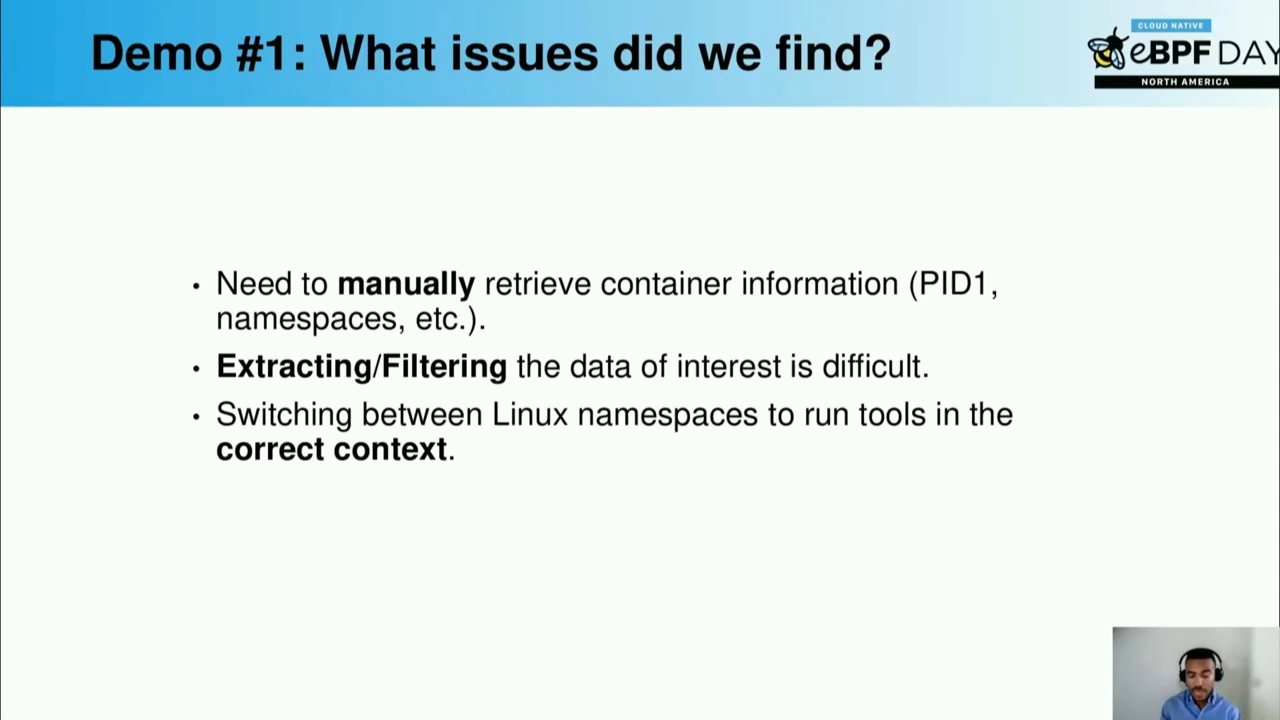 Demo #1: What issues did we find?
CLOUD NATIVE
eBPF DAY
NORTH AMERICA
• Need to manually retrieve container information (PID1,
namespaces, etc.).
• Extracting/Filtering the data of interest is difficult.
• Switching between Linux namespaces to run tools in the
correct context.